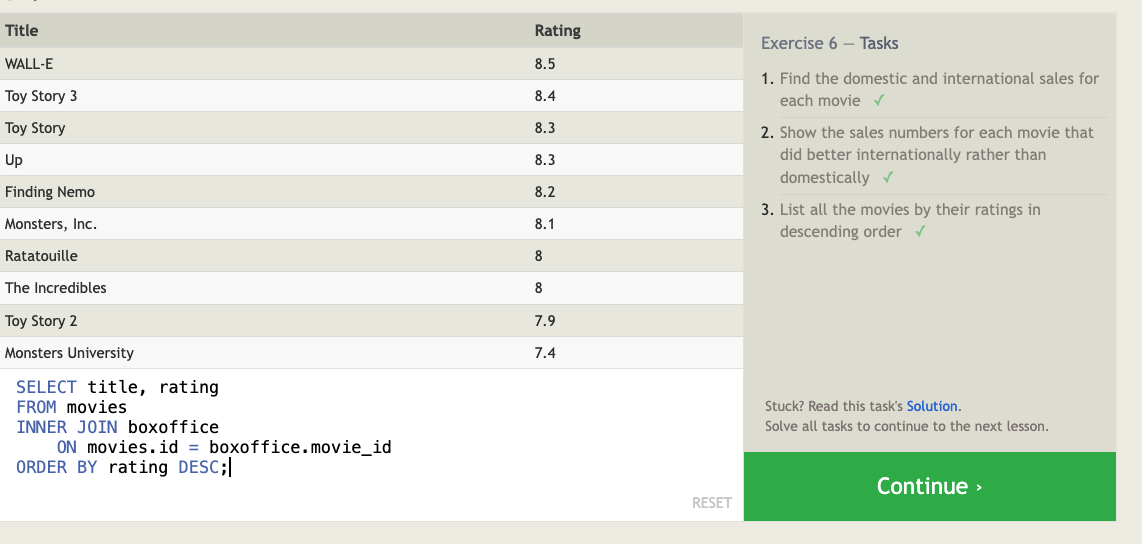 Title Rating
WALL-E 8.5
Toy Story 3 8.4
Toy Story 8.3
Up 8.3
Finding Nemo 8.2
Monsters, Inc. 8.1
Ratatouille 8
The Incredibles 8
Toy Story 2 7.9
Monsters University 7.4
SELECT title, rating
FROM movies
INNER JOIN boxoffice
    ON movies.id = boxoffice.movie_id
ORDER BY rating DESC;
RESET
Exercise 6 — Tasks
1. Find the domestic and international sales for
each movie ✓
2. Show the sales numbers for each movie that
did better internationally rather than
domestically ✓
3. List all the movies by their ratings in
descending order ✓
Stuck? Read this task's Solution.
Solve all tasks to continue to the next lesson.
Continue ›